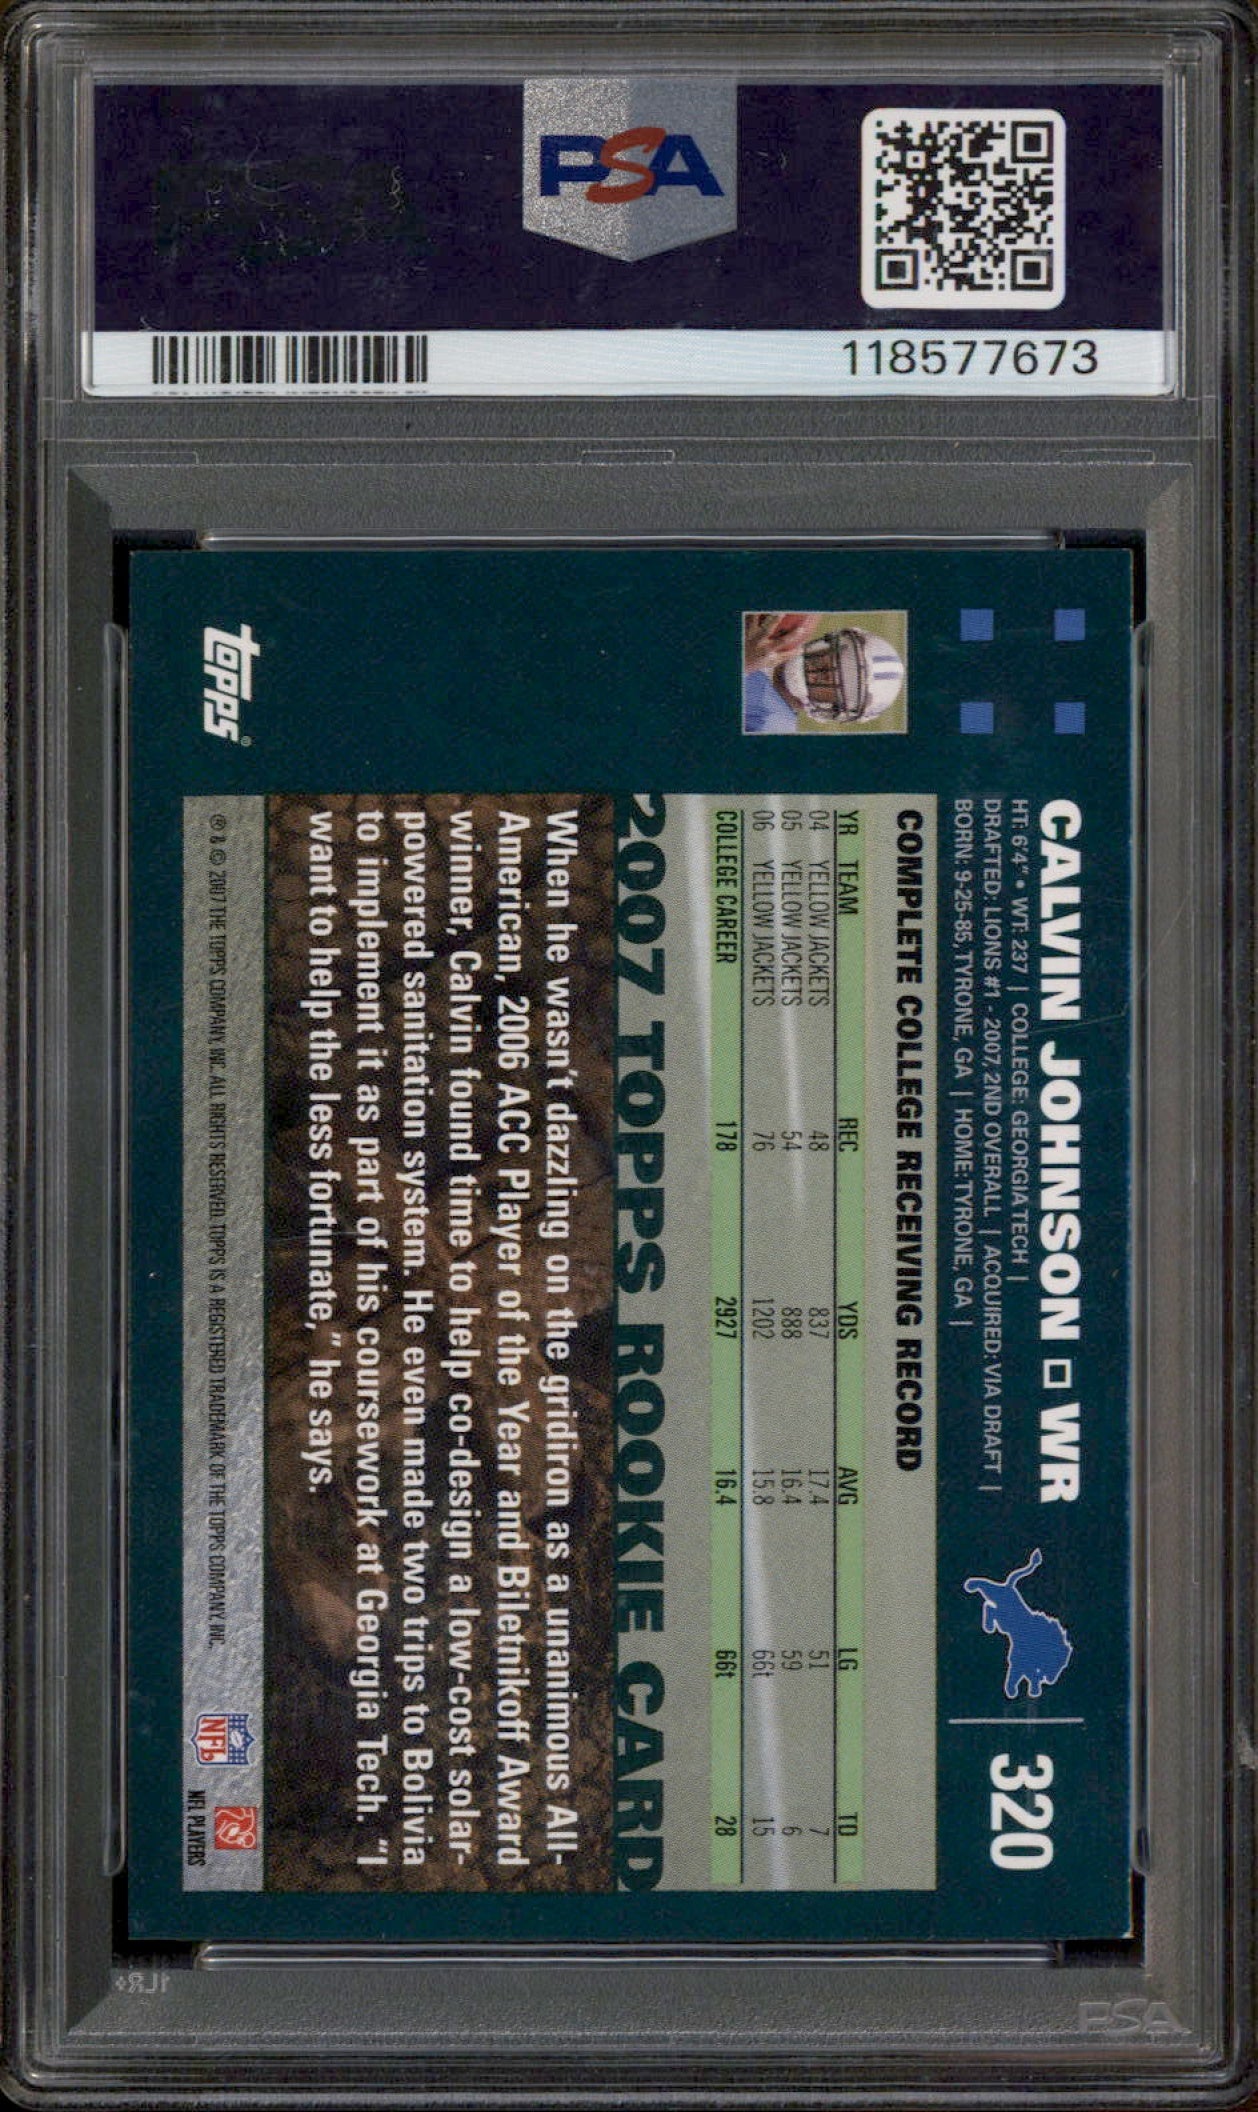 PSA
118577673
CALVIN JOHNSON □ WR
HT: 6'4" • WT: 237 | COLLEGE: GEORGIA TECH |
DRAFTED: LIONS #1 - 2007, 2ND OVERALL | ACQUIRED: VIA DRAFT |
BORN: 9-25-85, TYRONE, GA | HOME: TYRONE, GA |
320
COMPLETE COLLEGE RECEIVING RECORD
YR TEAM REC YDS AVG LG TD
04 YELLOW JACKETS 48 837 17.4 51 7
05 YELLOW JACKETS 54 888 16.4 59 6
06 YELLOW JACKETS 76 1202 15.8 66t 15
COLLEGE CAREER 178 2927 16.4 66t 28
2007 TOPPS ROOKIE CARD
When he wasn't dazzling on the gridiron as a unanimous All-
American, 2006 ACC Player of the Year and Biletnikoff Award
winner, Calvin found time to help co-design a low-cost solar-
powered sanitation system. He even made two trips to Bolivia
to implement it as part of his coursework at Georgia Tech. "I
want to help the less fortunate," he says.
® & © 2007 THE TOPPS COMPANY, INC. ALL RIGHTS RESERVED. TOPPS IS A REGISTERED TRADEMARK OF THE TOPPS COMPANY, INC.
NFL
NFL PLAYERS
topps®
PSA